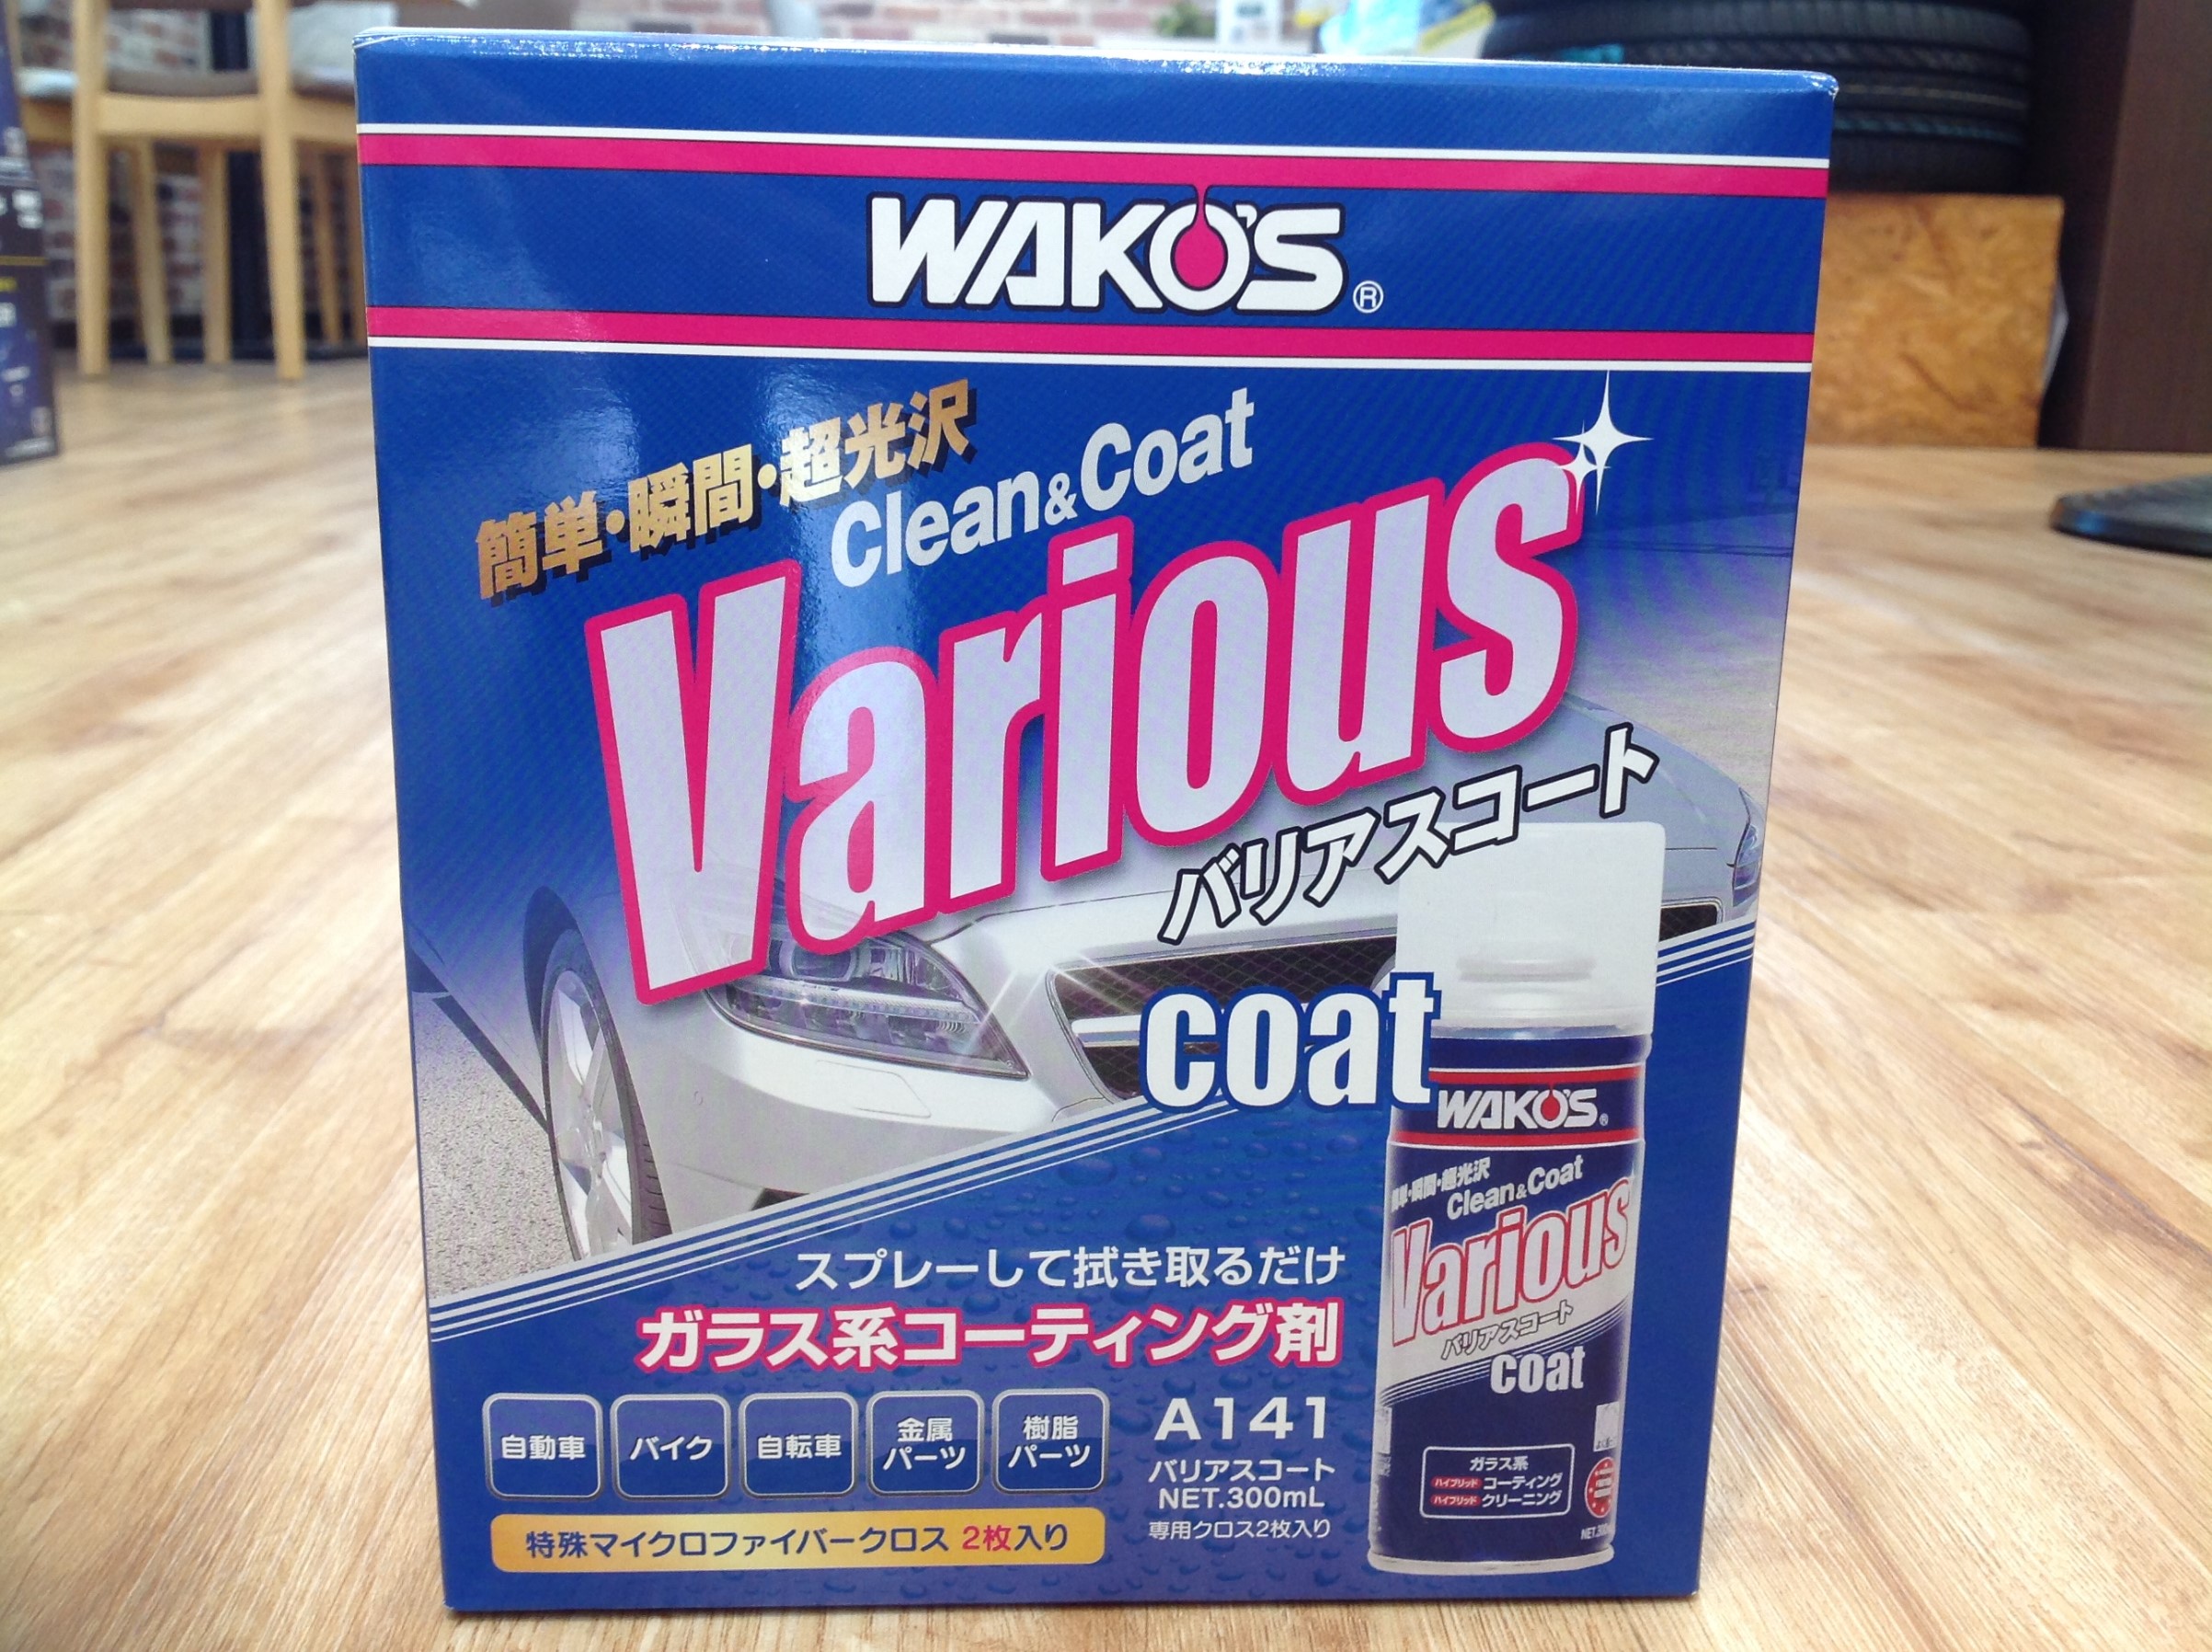 WAKO'S®
簡単・瞬間・超光沢
Clean&Coat
Various
バリアスコート
coat
スプレーして拭き取るだけ
ガラス系コーティング剤
自動車
バイク
自転車
金属
パーツ
樹脂
パーツ
特殊マイクロファイバークロス 2枚入り
A141
バリアスコート
NET.300mL
専用クロス2枚入り
WAKO'S®
簡単・瞬間・超光沢
Clean&Coat
Various
バリアスコート
coat
ガラス系
ハイブリッド コーティング
ハイブリッド クリーニング